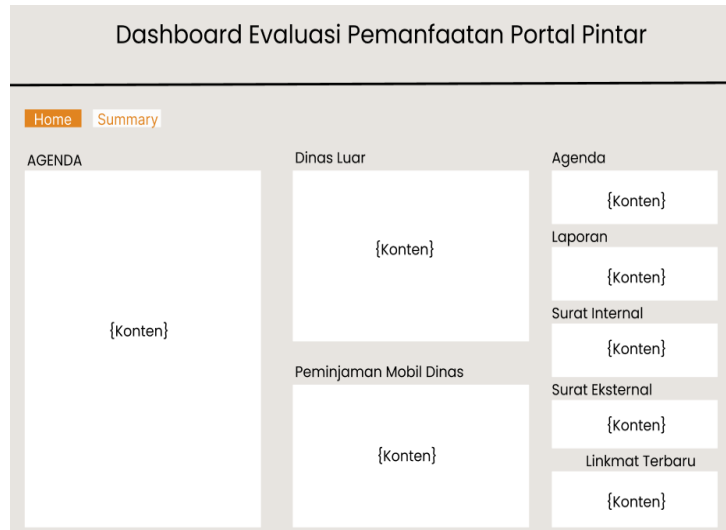 Dashboard Evaluasi Pemanfaatan Portal Pintar
Home
Summary
AGENDA
{Konten}
Dinas Luar
{Konten}
Peminjaman Mobil Dinas
{Konten}
Agenda
{Konten}
Laporan
{Konten}
Surat Internal
{Konten}
Surat Eksternal
{Konten}
Linkmat Terbaru
{Konten}